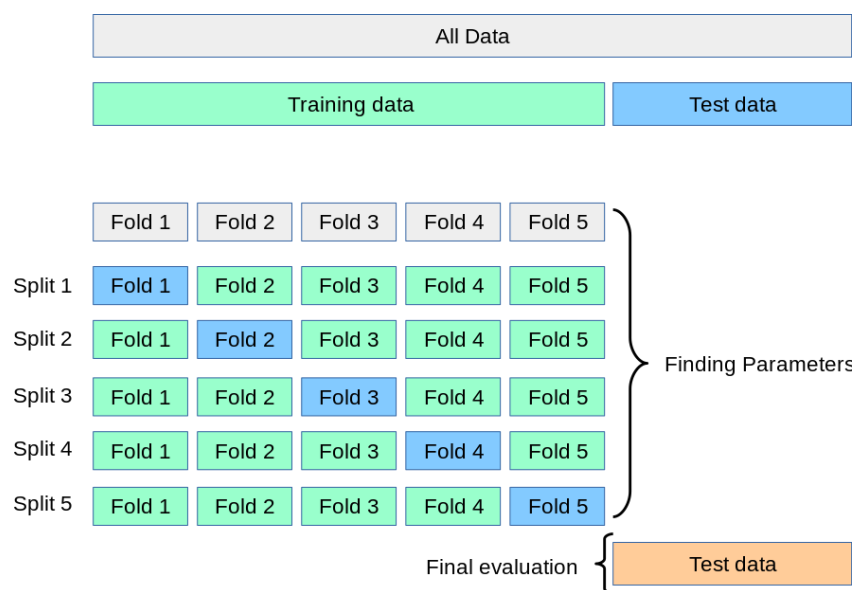 All Data
Training data Test data
Fold 1 Fold 2 Fold 3 Fold 4 Fold 5
Split 1 Fold 1 Fold 2 Fold 3 Fold 4 Fold 5
Split 2 Fold 1 Fold 2 Fold 3 Fold 4 Fold 5
Finding Parameters
Split 3 Fold 1 Fold 2 Fold 3 Fold 4 Fold 5
Split 4 Fold 1 Fold 2 Fold 3 Fold 4 Fold 5
Split 5 Fold 1 Fold 2 Fold 3 Fold 4 Fold 5
Final evaluation Test data